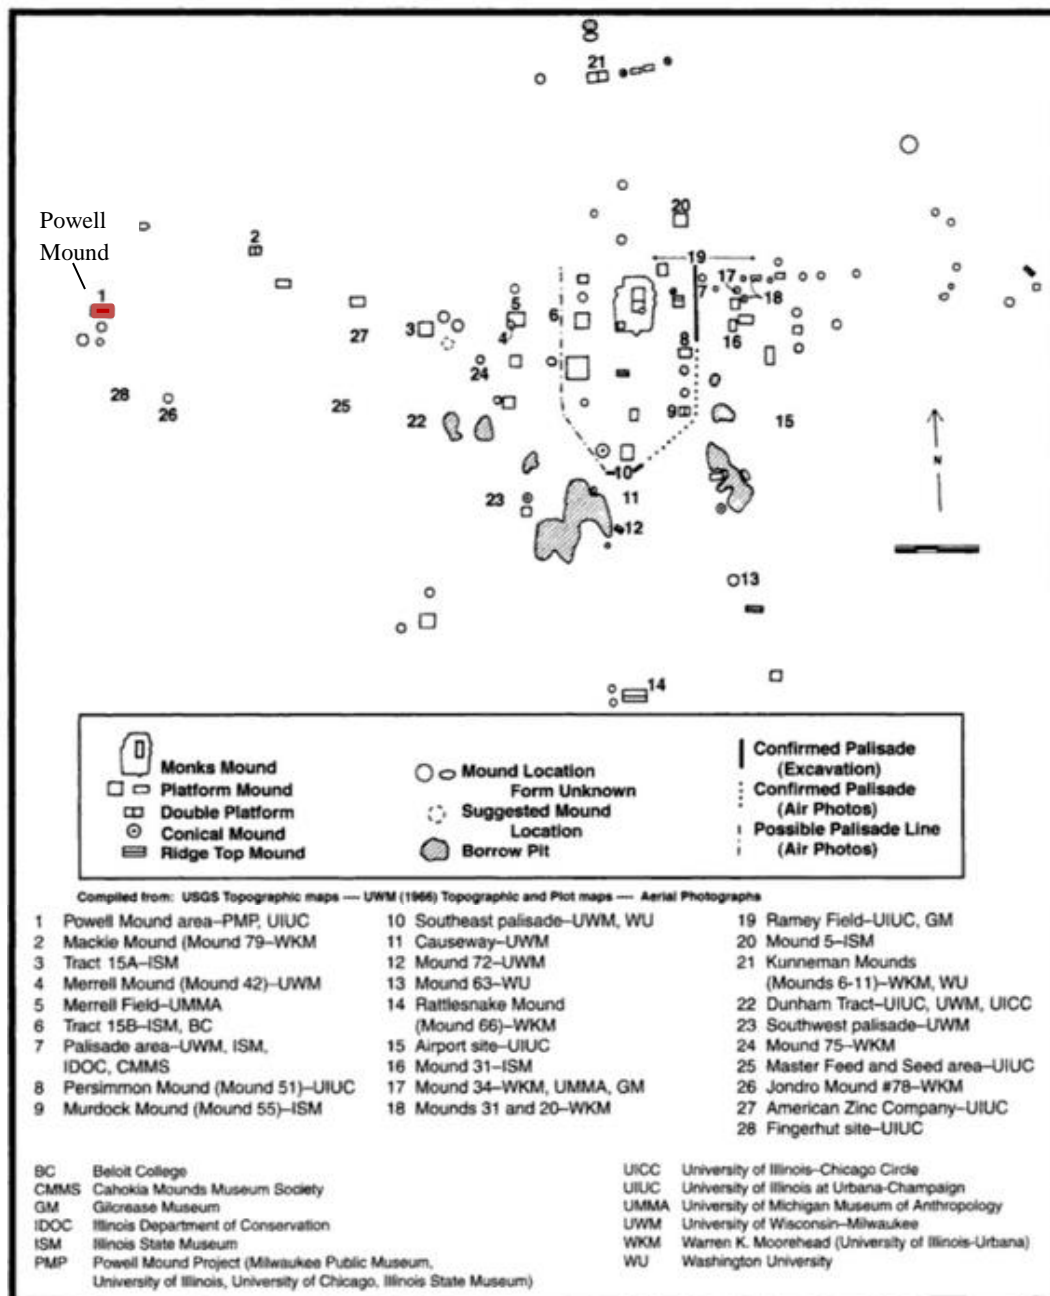 21
Powell
Mound
20
2
19
17
1
5
7
18
6
27
3
4
16
8
24
28
26
25
22
9
15
N
10
23
11
12
13
14
Monks Mound
Platform Mound
Double Platform
Conical Mound
Ridge Top Mound
Mound Location
Form Unknown
Suggested Mound
Location
Borrow Pit
Confirmed Palisade
(Excavation)
Confirmed Palisade
(Air Photos)
Possible Palisade Line
(Air Photos)
Compiled from: USGS Topographic maps --- UWM (1966) Topographic and Plot maps --- Aerial Photographs
1 Powell Mound area–PMP, UIUC
2 Mackie Mound (Mound 79–WKM
3 Tract 15A–ISM
4 Merrell Mound (Mound 42)–UWM
5 Merrell Field–UMMA
6 Tract 15B–ISM, BC
7 Palisade area–UWM, ISM,
IDOC, CMMS
8 Persimmon Mound (Mound 51)–UIUC
9 Murdock Mound (Mound 55)–ISM
10 Southeast palisade–UWM, WU
11 Causeway–UWM
12 Mound 72–UWM
13 Mound 63–WU
14 Rattlesnake Mound
(Mound 66)–WKM
15 Airport site–UIUC
16 Mound 31–ISM
17 Mound 34–WKM, UMMA, GM
18 Mounds 31 and 20–WKM
19 Ramey Field–UIUC, GM
20 Mound 5–ISM
21 Kunneman Mounds
(Mounds 6-11)–WKM, WU
22 Dunham Tract–UIUC, UWM, UICC
23 Southwest palisade–UWM
24 Mound 75–WKM
25 Master Feed and Seed area–UIUC
26 Jondro Mound #78–WKM
27 American Zinc Company–UIUC
28 Fingerhut site–UIUC
BC Beloit College
CMMS Cahokia Mounds Museum Society
GM Gilcrease Museum
IDOC Illinois Department of Conservation
ISM Illinois State Museum
PMP Powell Mound Project (Milwaukee Public Museum,
University of Illinois, University of Chicago, Illinois State Museum)
UICC University of Illinois–Chicago Circle
UIUC University of Illinois at Urbana-Champaign
UMMA University of Michigan Museum of Anthropology
UWM University of Wisconsin–Milwaukee
WKM Warren K. Moorehead (University of Illinois-Urbana)
WU Washington University